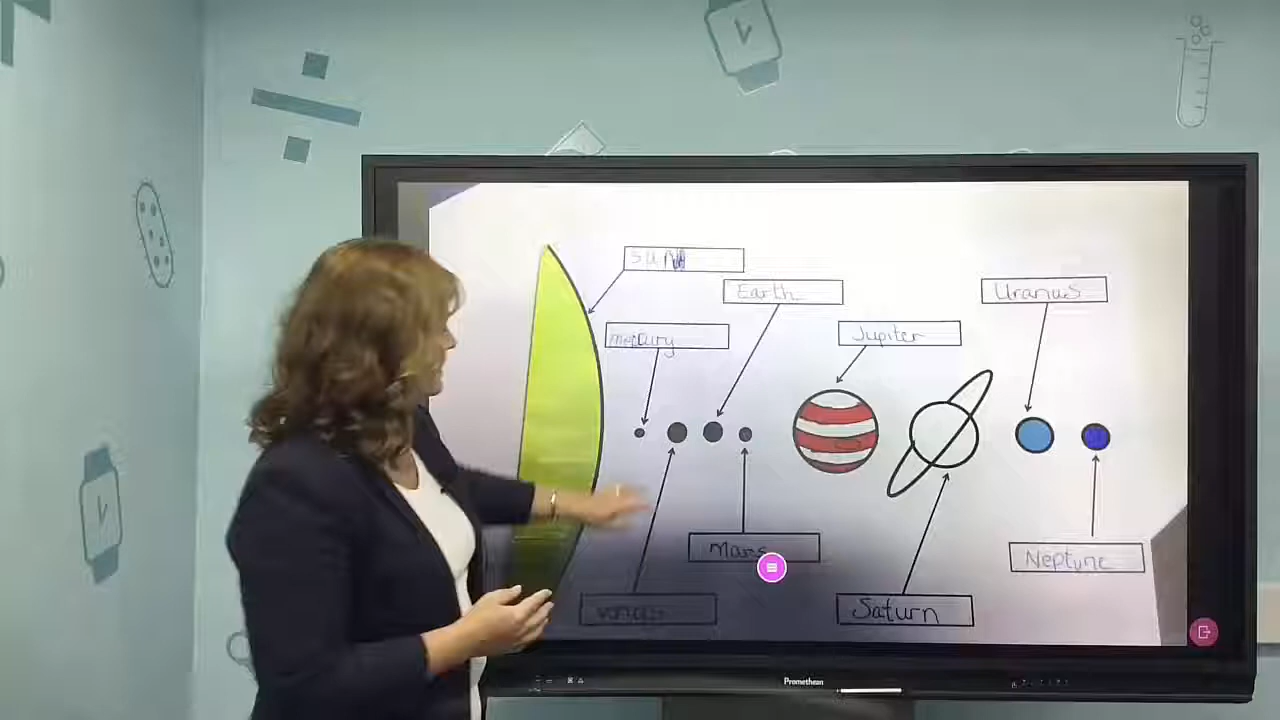 sun
Earth
Uranus
mercury
Jupiter
Mars
Neptune
Saturn
Promethean